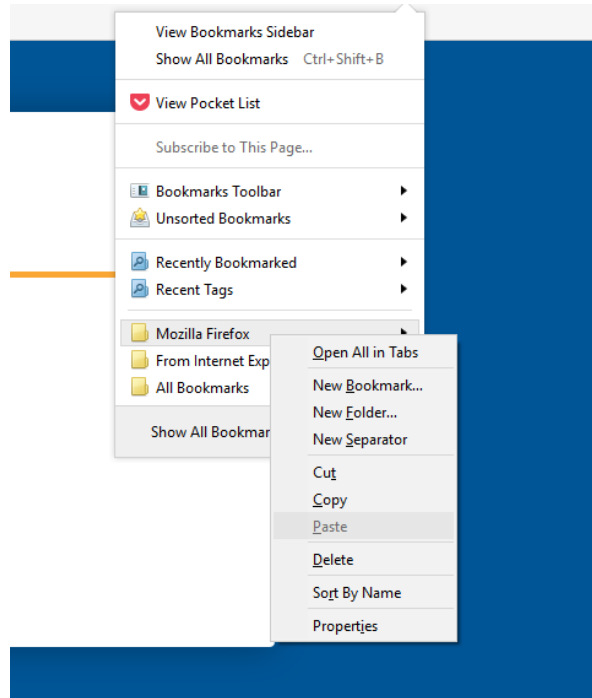 View Bookmarks Sidebar
Show All Bookmarks Ctrl+Shift+B
View Pocket List
Subscribe to This Page...
Bookmarks Toolbar
Unsorted Bookmarks
Recently Bookmarked
Recent Tags
Mozilla Firefox
From Internet Exp
All Bookmarks
Show All Bookmar
Open All in Tabs
New Bookmark...
New Folder...
New Separator
Cut
Copy
Paste
Delete
Sort By Name
Properties